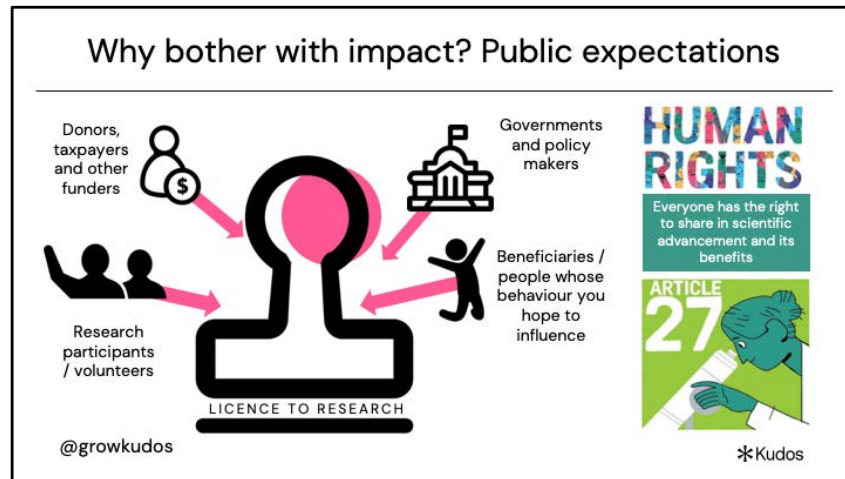 Why bother with impact? Public expectations
Donors,
taxpayers
and other
funders
$
Governments
and policy
makers
Research
participants
/ volunteers
Beneficiaries /
people whose
behaviour you
hope to
influence
LICENCE TO RESEARCH
@growkudos
HUMAN
RIGHTS
Everyone has the right
to share in scientific
advancement and its
benefits
ARTICLE
27
Kudos